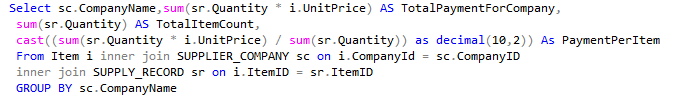 Select sc.CompanyName,sum(sr.Quantity * i.UnitPrice) AS TotalPaymentForCompany,
sum(sr.Quantity) AS TotalItemCount,
cast((sum(sr.Quantity * i.UnitPrice) / sum(sr.Quantity)) as decimal(10,2)) As PaymentPerItem
From Item i inner join SUPPLIER_COMPANY sc on i.CompanyId = sc.CompanyID
inner join SUPPLY_RECORD sr on i.ItemID = sr.ItemID
GROUP BY sc.CompanyName